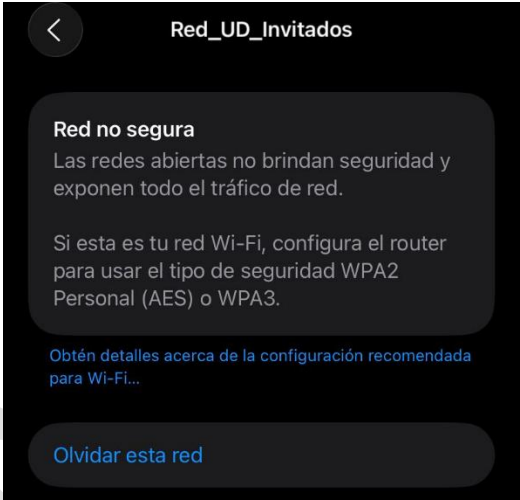 Red_UD_Invitados
Red no segura
Las redes abiertas no brindan seguridad y
exponen todo el tráfico de red.
Si esta es tu red Wi-Fi, configura el router
para usar el tipo de seguridad WPA2
Personal (AES) o WPA3.
Obtén detalles acerca de la configuración recomendada
para Wi-Fi...
Olvidar esta red